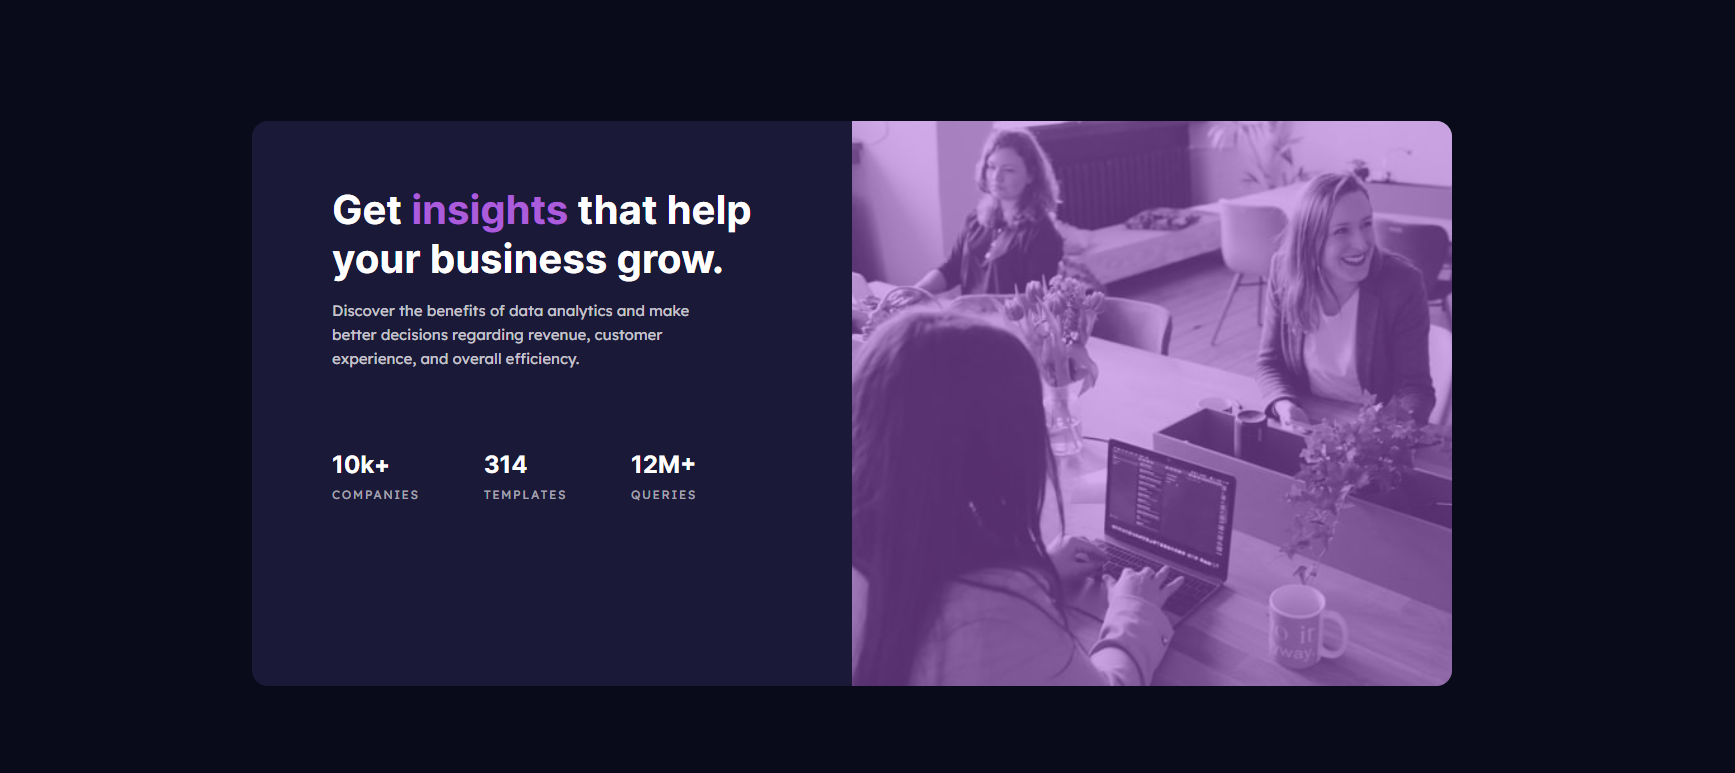 Get insights that help
your business grow.
Discover the benefits of data analytics and make
better decisions regarding revenue, customer
experience, and overall efficiency.
10k+ 314 12M+
COMPANIES TEMPLATES QUERIES